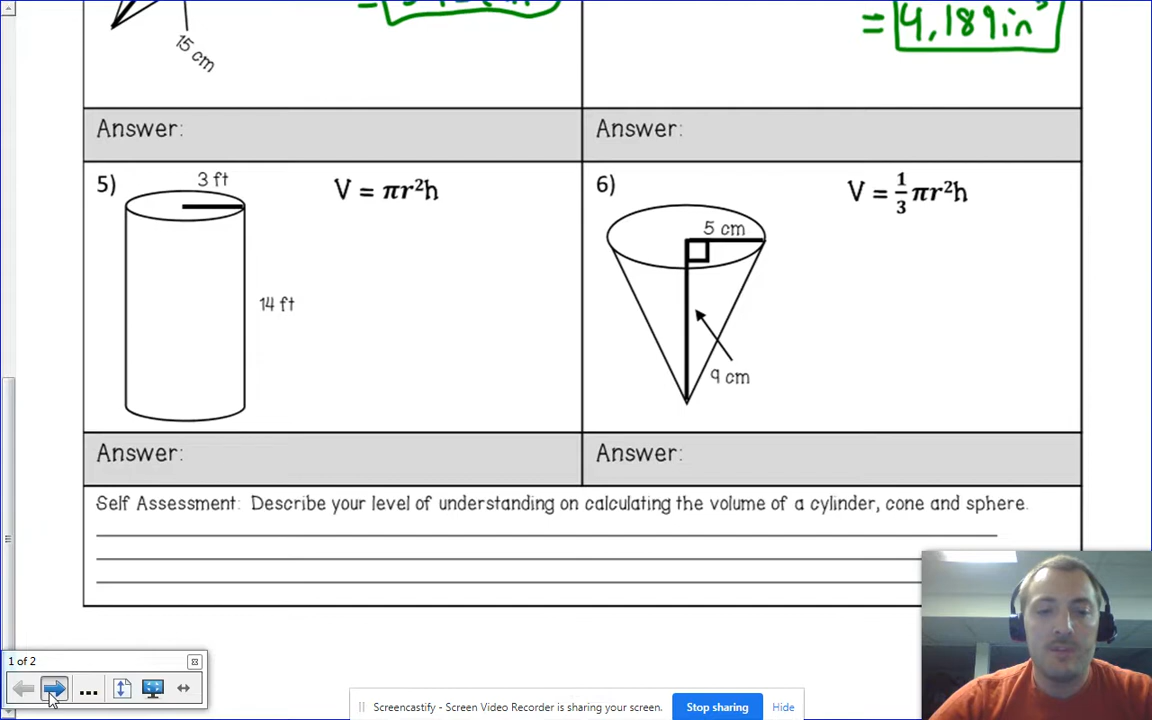 15 cm
= 4,189in³
Answer:
Answer:
5)
3 ft
V = πr²h
14 ft
6)
V = 1/3 πr²h
5 cm
9 cm
Answer:
Answer:
Self Assessment: Describe your level of understanding on calculating the volume of a cylinder, cone and sphere.
1 of 2
Screencastify - Screen Video Recorder is sharing your screen.
Stop sharing
Hide